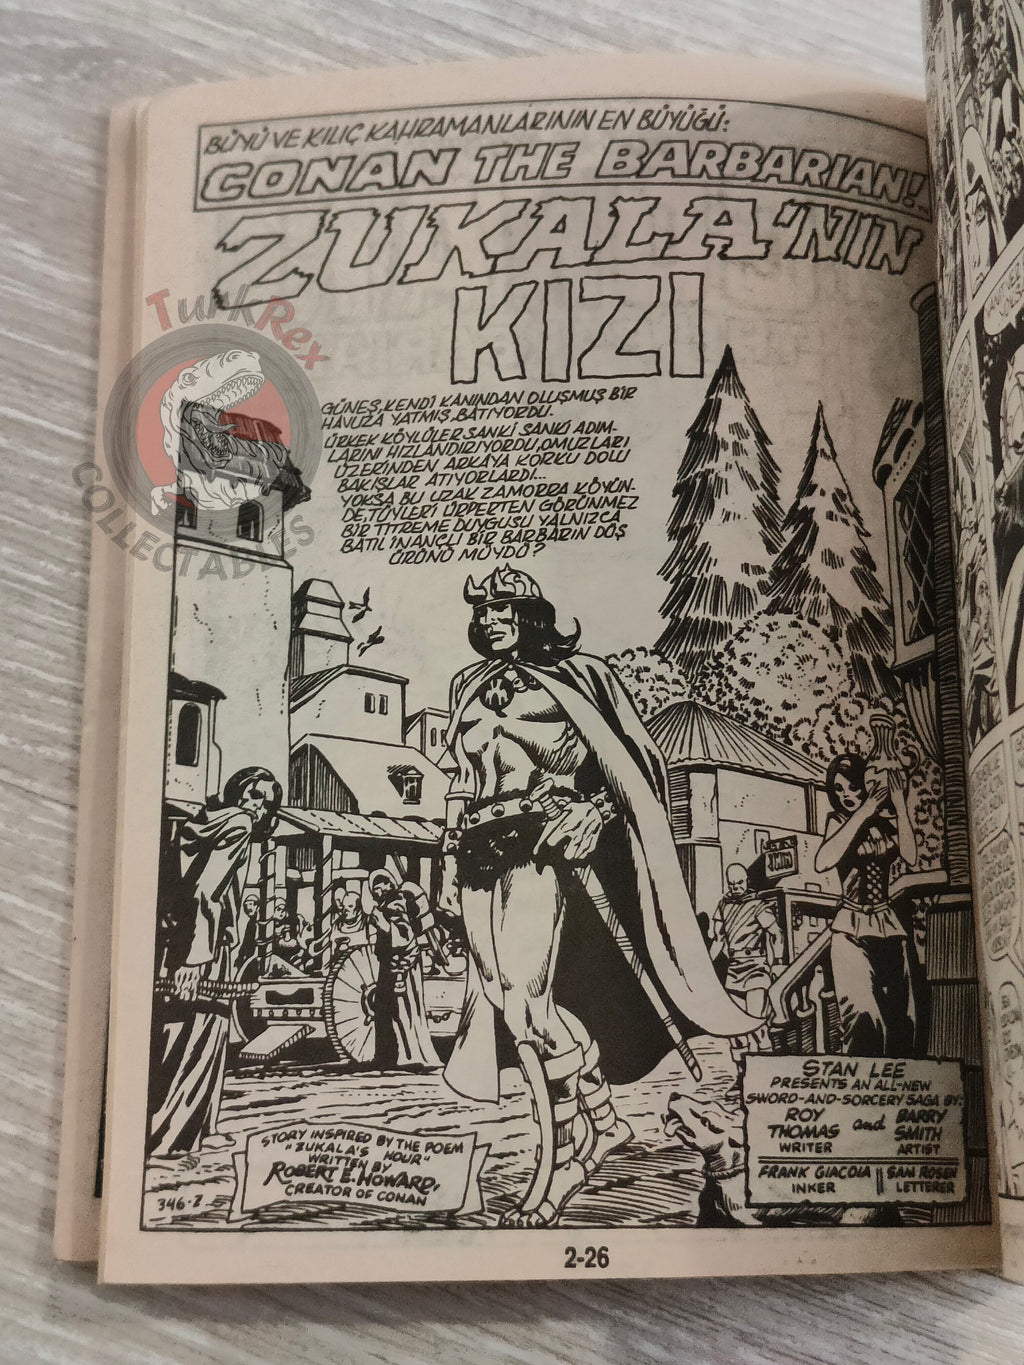 BÜYÜ VE KILIÇ KAHRAMANLARININ EN BÜYÜĞÜ:
CONAN THE BARBARIAN!
ZUKALA'NIN
KIZI
TurkRex
COLLECTABLES
GÜNEŞ, KENDİ KANINDAN OLUŞMUŞ BİR
HAVUZA YATMIŞ, BATIYORDU.
ÜRKEK KÖYLÜLER SANKİ SANKİ ADIM-
LARINI HIZLANDIRIYORDU, OMUZLARI
ÜZERİNDEN ARKAYA KORKU DOLU
BAKIŞLAR ATIYORLARDI...
YOKSA BU UZAK ZAMORRA KÖYÜN-
DE, TÜYLERİ ÜRPERTEN GÖRÜNMEZ
BİR TİTREME DUYGUSU YALNIZCA
BATIL İNANÇLI BİR BARBARIN DÜŞ
ÜRÜNÜ MÜYDÜ?
STORY INSPIRED BY THE POEM
"ZUKALA'S HOUR"
WRITTEN BY
ROBERT E. HOWARD,
CREATOR OF CONAN
346-2
STAN LEE
PRESENTS AN ALL-NEW
SWORD-AND-SORCERY SAGA BY:
ROY THOMAS and BARRY SMITH
WRITER ARTIST
FRANK GIACOIA SAM ROSEN
INKER LETTERER
2-26